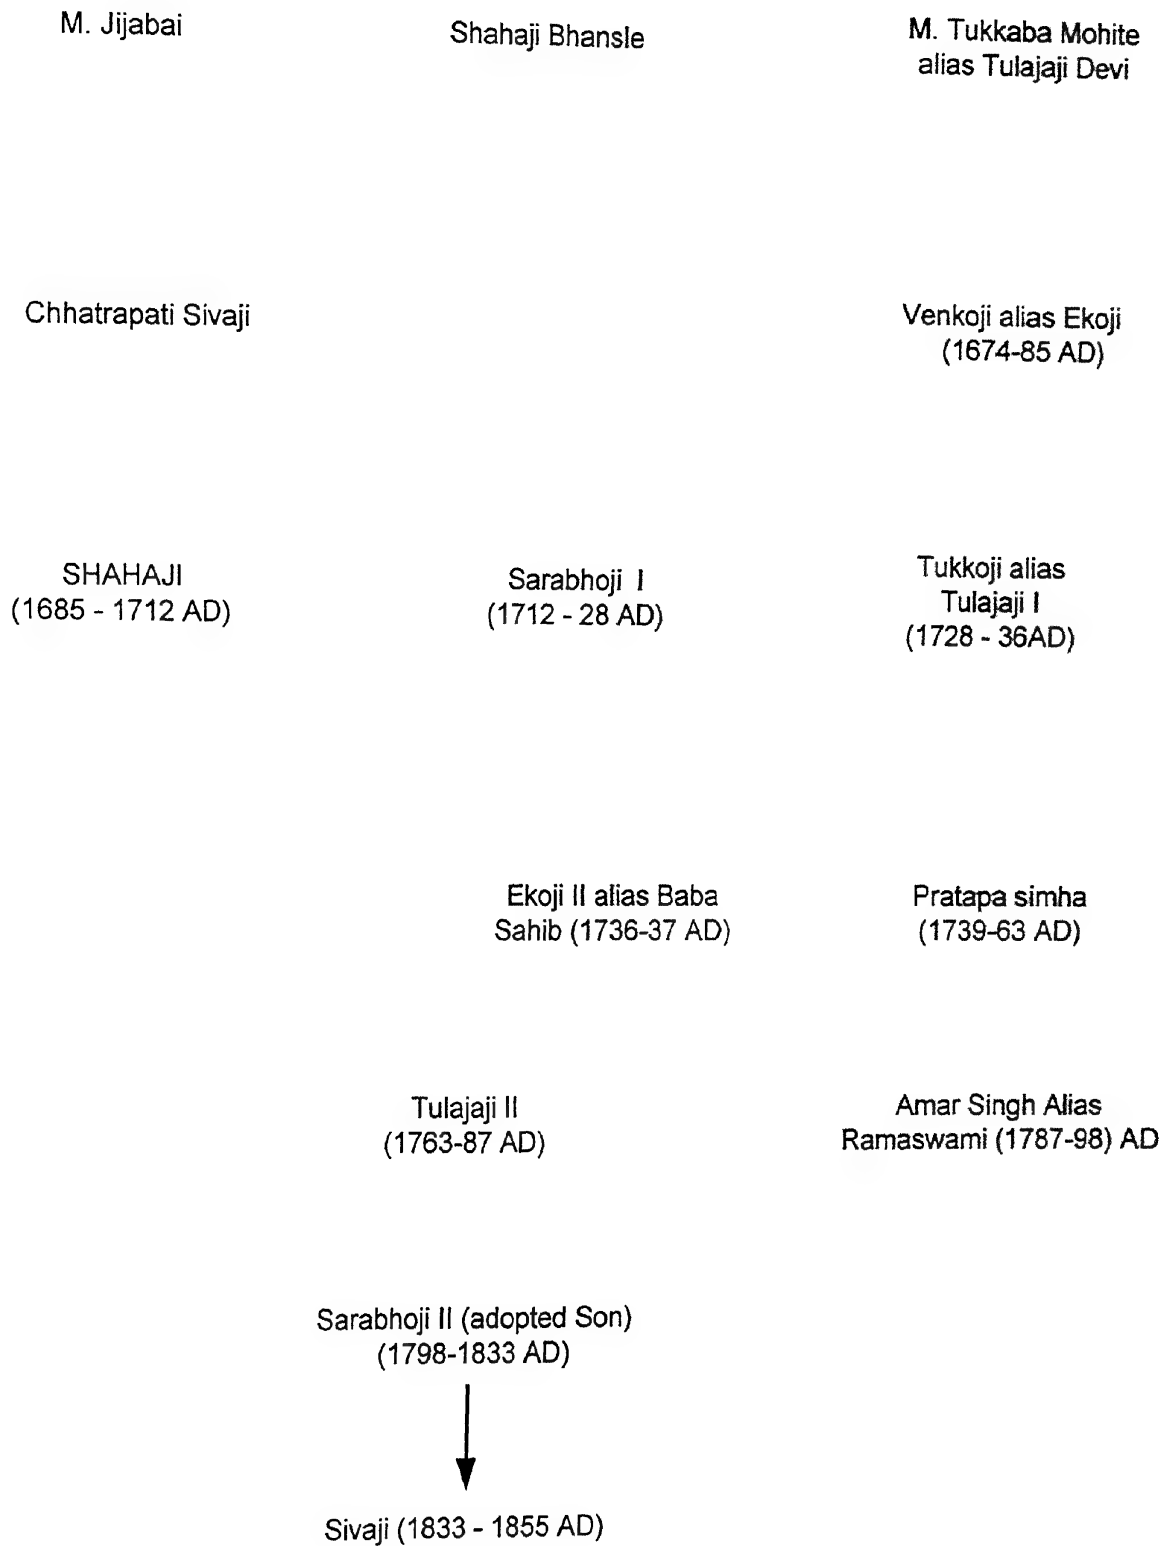 M. Jijabai
Shahaji Bhansle
M. Tukkaba Mohite
alias Tulajaji Devi
Chhatrapati Sivaji
Venkoji alias Ekoji
(1674-85 AD)
SHAHAJI
(1685 - 1712 AD)
Sarabhoji I
(1712 - 28 AD)
Tukkoji alias
Tulajaji I
(1728 - 36AD)
Ekoji II alias Baba
Sahib (1736-37 AD)
Pratapa simha
(1739-63 AD)
Tulajaji II
(1763-87 AD)
Amar Singh Alias
Ramaswami (1787-98) AD
Sarabhoji II (adopted Son)
(1798-1833 AD)
Sivaji (1833 - 1855 AD)